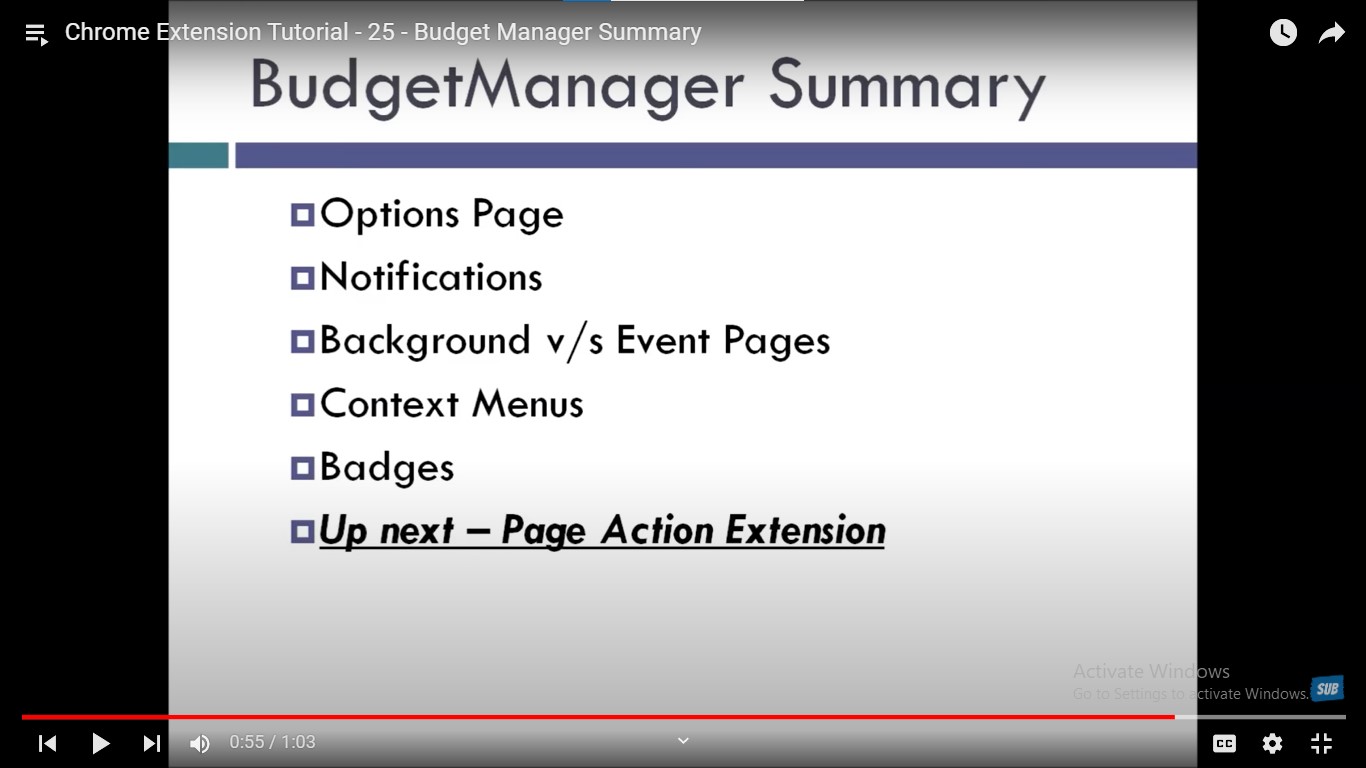 Chrome Extension Tutorial - 25 - Budget Manager Summary
BudgetManager Summary
Options Page
Notifications
Background v/s Event Pages
Context Menus
Badges
Up next – Page Action Extension
Activate Windows
Go to Settings to activate Windows.
SUB
0:55 / 1:03
CC